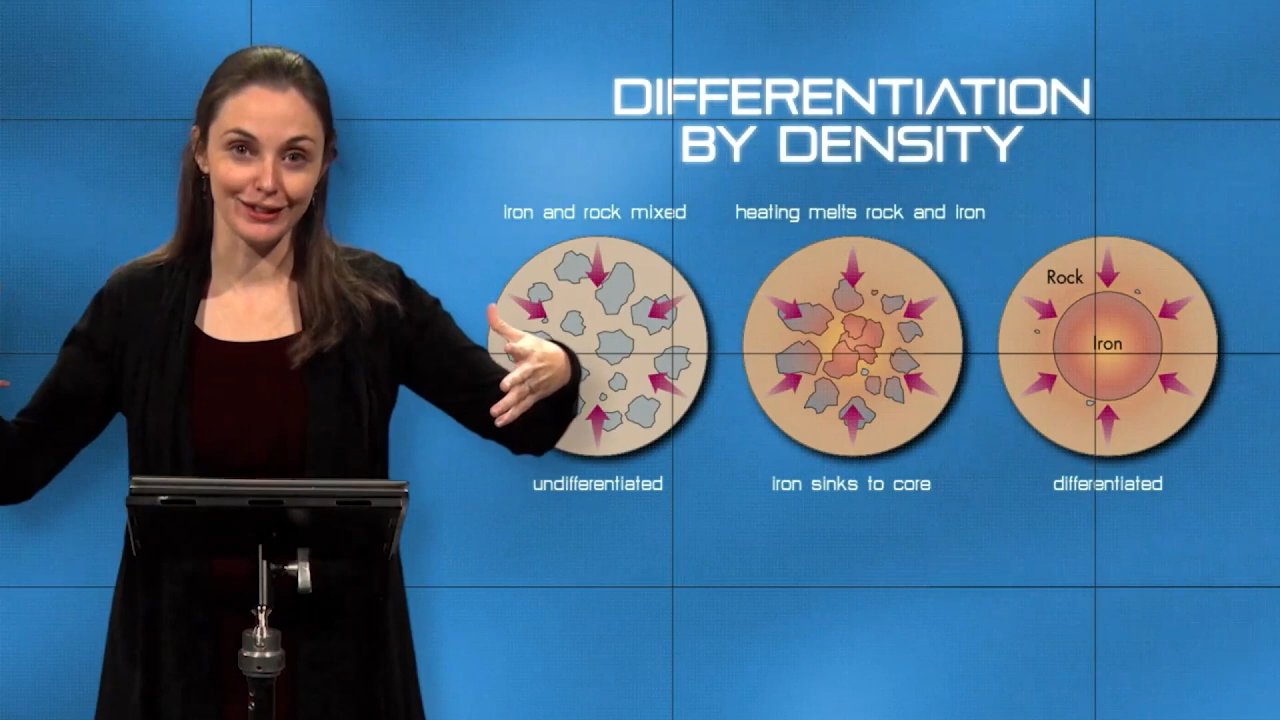 DIFFERENTIATION
BY DENSITY
iron and rock mixed
heating melts rock and iron
Rock
Iron
undifferentiated
iron sinks to core
differentiated